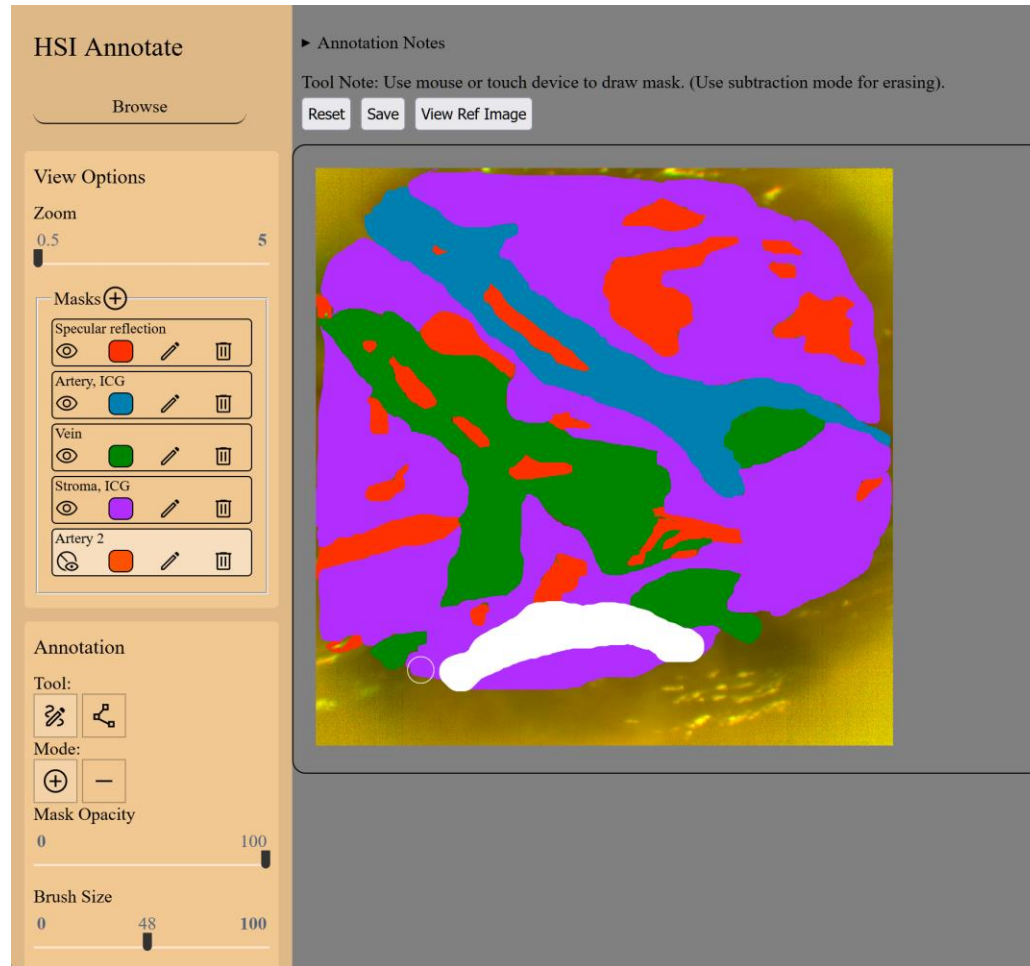 HSI Annotate
Browse
View Options
Zoom
0.5 5
Masks
Specular reflection
Artery, ICG
Vein
Stroma, ICG
Artery 2
Annotation
Tool:
Mode:
Mask Opacity
0 100
Brush Size
0 48 100
► Annotation Notes
Tool Note: Use mouse or touch device to draw mask. (Use subtraction mode for erasing).
Reset Save View Ref Image